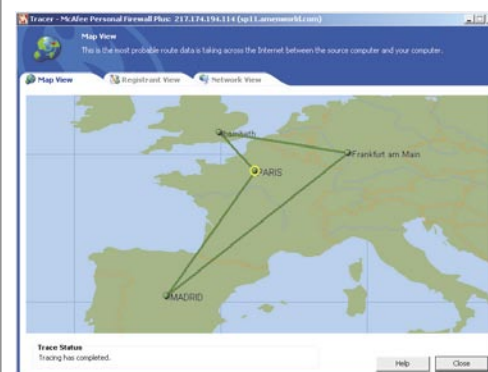 Tracer - McAfee Personal Firewall Plus: 217.174.194.114 (sp11.amenworld.com)
Map View
This is the most probable route data is taking across the Internet between the source computer and your computer.
Map View
Registrant View
Network View
Frankfurt am Main
PARIS
MADRID
Trace Status
Tracing has completed.
Help
Close